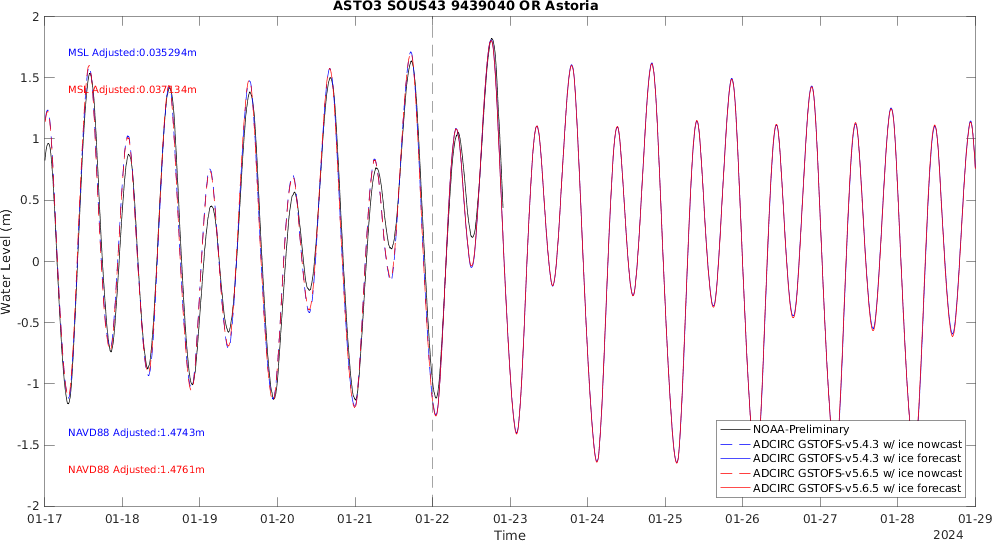 ASTO3 SOUS43 9439040 OR Astoria
MSL Adjusted:0.035294m
MSL Adjusted:0.037134m
NAVD88 Adjusted:1.4743m
NAVD88 Adjusted:1.4761m
Water Level (m)
2
1.5
1
0.5
0
-0.5
-1
-1.5
-2
NOAA-Preliminary
ADCIRC GSTOFS-v5.4.3 w/ ice nowcast
ADCIRC GSTOFS-v5.4.3 w/ ice forecast
ADCIRC GSTOFS-v5.6.5 w/ ice nowcast
ADCIRC GSTOFS-v5.6.5 w/ ice forecast
01-17 01-18 01-19 01-20 01-21 01-22 01-23 01-24 01-25 01-26 01-27 01-28 01-29
Time
2024